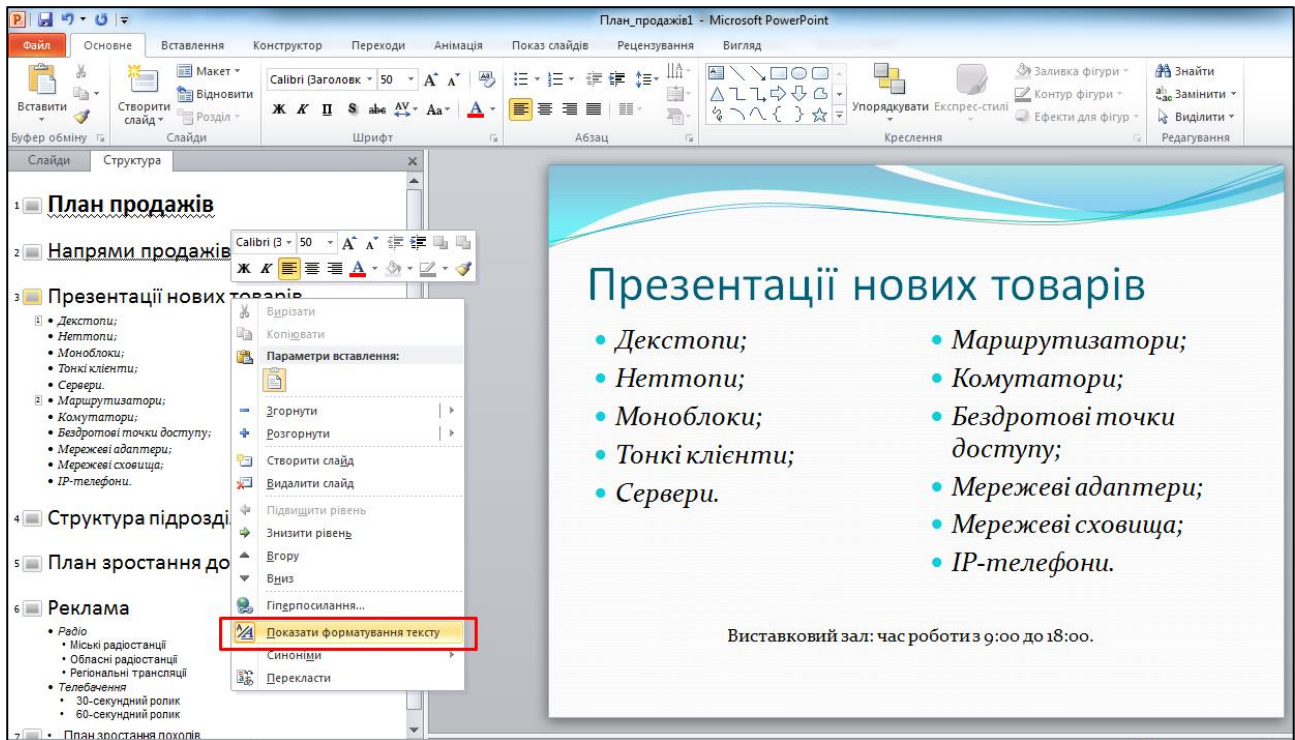 План_продажів1 - Microsoft PowerPoint
Файл Основне Вставлення Конструктор Переходи Анімація Показ слайдів Рецензування Вигляд
Вставити
Буфер обміну
Створити слайд
Макет
Відновити
Розділ
Слайди
Calibri (Заголовк 50
Ж К П S abc AV Aa A
Шрифт
Абзац
Упорядкувати Експрес-стилі
Заливка фігури
Контур фігури
Ефекти для фігур
Креслення
Знайти
Замінити
Виділити
Редагування
Слайди Структура
1 План продажів
2 Напрями продажів
3 Презентації нових товарів
1 • Декстопи;
• Неттопи;
• Моноблоки;
• Тонкі клієнти;
• Сервери.
2 • Маршрутизатори;
• Комутатори;
• Бездротові точки доступу;
• Мережеві адаптери;
• Мережеві сховища;
• IP-телефони.
4 Структура підрозді
5 План зростання до
6 Реклама
• Радіо
• Міські радіостанції
• Обласні радіостанції
• Регіональні трансляції
• Телебачення
• 30-секундний ролик
• 60-секундний ролик
7 • План зростання доходів
Calibri (З 50
Ж К
Вирізати
Копіювати
Параметри вставлення:
Згорнути
Розгорнути
Створити слайд
Видалити слайд
Підвищити рівень
Знизити рівень
Вгору
Вниз
Гіперпосилання...
Показати форматування тексту
Синоніми
Перекласти
Презентації нових товарів
• Декстопи;
• Неттопи;
• Моноблоки;
• Тонкі клієнти;
• Сервери.
• Маршрутизатори;
• Комутатори;
• Бездротові точки
доступу;
• Мережеві адаптери;
• Мережеві сховища;
• IP-телефони.
Виставковий зал: час роботи з 9:00 до 18:00.